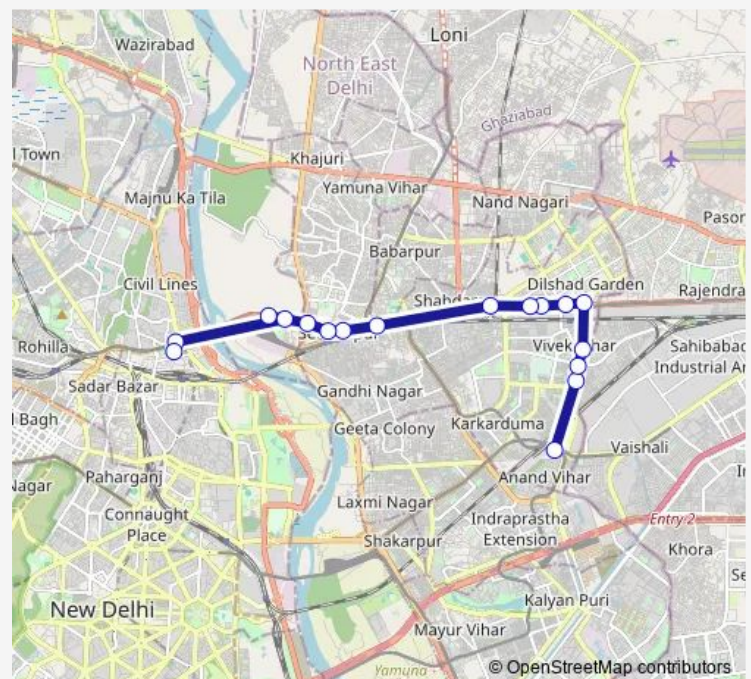 Loni
Wazirabad
North East
Delhi
Ghaziabad
l Town
Khajuri
Yamuna Vihar
Majnu Ka Tila
Nand Nagari
Pasor
Babarpur
Civil Lines
Dilshad Garden
Rajendra
Rohilla
Sahibabad
Industrial Ar
Sadar Bazar
Gandhi Nagar
l Bagh
Geeta Colony
Karkarduma
Vaishali
Nagar
Paharganj
Anand Vihar
Laxmi Nagar
Connaught
Place
Indraprastha
Extension
Entry 2
Shakarpur
Khora
New Delhi
Kalyan Puri
Mayur Vihar
Yamuna
© OpenStreetMap contributors